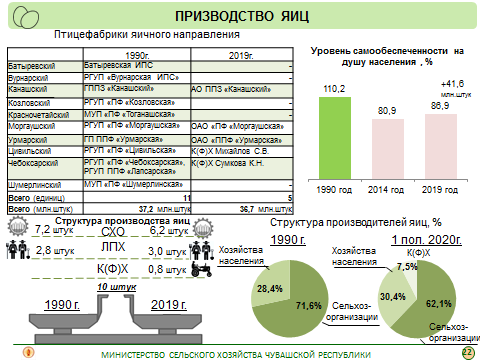 ПРИЗВОДСТВО ЯИЦ
Птицефабрики яичного направления
1990г. 2019г.
Батыревский Батыревская ИПС -
Вурнарский РГУП «Вурнарская ИПС» -
Канашский ГППЗ «Канашский» АО ППЗ «Канашский»
Козловский РГУП «ПФ «Козловская» -
Красночетайский МУП «ПФ «Тоганашская» -
Моргаушский РГУП «ПФ «Моргаушская» ОАО «ПФ «Моргаушская»
Урмарский ГП ППФ «Урмарская» ОАО «ППФ «Урмарская»
Цивильский РГУП «ПФ «Цивильская» К(Ф)Х Михайлов С.В.
Чебоксарский РГУП «ПФ «Чебоксарская», К(Ф)Х Сумкова К.Н.
РГУП ППФ «Лапсарская»
Шумерлинский МУП «ПФ «Шумерлинская» -
Всего (единиц) 11 5
Всего (млн.штук) 37,2 млн.штук 36,7 млн.штук
Уровень самообеспеченности на
душу населения , %
+41,6
млн.штук
110,2
80,9
86,9
1990 год 2014 год 2019 год
Структура производства яиц
7,2 штук СХО 6,2 штук
2,8 штук ЛПХ 3,0 штук
К(Ф)Х 0,8 штук
10 штук
1990 г. 2019 г.
Структура производителей яиц, %
1990 г.
Хозяйства
населения
28,4%
71,6%
Сельхоз-
организации
1 пол. 2020г.
Хозяйства
населения
К(Ф)Х
7,5%
30,4%
62,1%
Сельхоз-
организации
МИНИСТЕРСТВО СЕЛЬСКОГО ХОЗЯЙСТВА ЧУВАШСКОЙ РЕСПУБЛИКИ
22